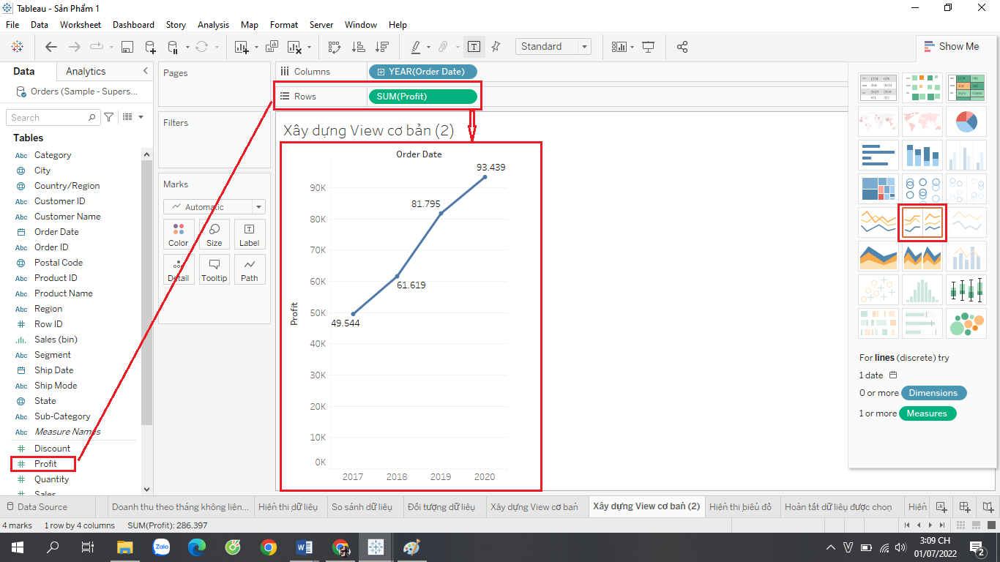 Tableau - Sản Phẩm 1
File Data Worksheet Dashboard Story Analysis Map Format Server Window Help
Standard
Show Me
Data Analytics
Orders (Sample - Supers...
Search
Tables
Abc Category
City
Country/Region
Abc Customer ID
Abc Customer Name
Order Date
Abc Order ID
Postal Code
Abc Product ID
Abc Product Name
Abc Region
Row ID
Sales (bin)
Abc Segment
Ship Date
Abc Ship Mode
State
Abc Sub-Category
Abc Measure Names
Discount
Profit
Quantity
Sales
Pages
Filters
Marks
Automatic
Color Size Label
Detail Tooltip Path
Columns YEAR(Order Date)
Rows SUM(Profit)
Xây dựng View cơ bản (2)
Order Date
93.439
81.795
61.619
49.544
90K
80K
70K
60K
50K
40K
30K
20K
10K
0K
Profit
2017 2018 2019 2020
For lines (discrete) try
1 date
0 or more Dimensions
1 or more Measures
Data Source Doanh thu theo tháng không liên... Hiển thị dữ liệu So sánh dữ liệu Đối tượng dữ liệu Xây dựng View cơ bản Xây dựng View cơ bản (2) Hiển thị biểu đồ Hoàn tất dữ liệu được chọn Hiển
4 marks 1 row by 4 columns SUM(Profit): 286.397
Zalo
3:09 CH
01/07/2022
2